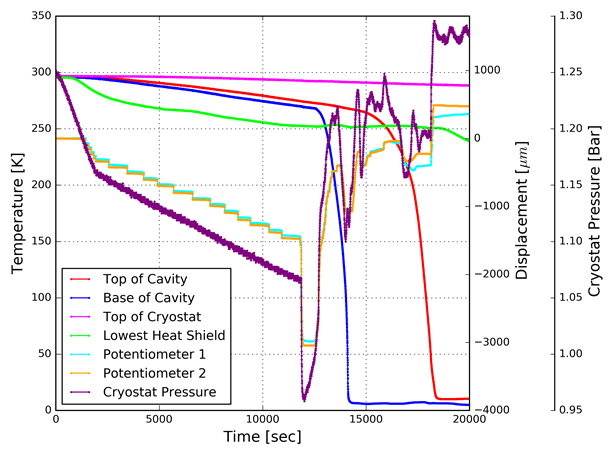 350
300
250
200
150
100
50
0
Temperature [K]
0
5000
10000
15000
20000
Time [sec]
1000
0
−1000
−2000
−3000
−4000
Displacement [μm]
1.30
1.25
1.20
1.15
1.10
1.05
1.00
0.95
Cryostat Pressure [Bar]
Top of Cavity
Base of Cavity
Top of Cryostat
Lowest Heat Shield
Potentiometer 1
Potentiometer 2
Cryostat Pressure